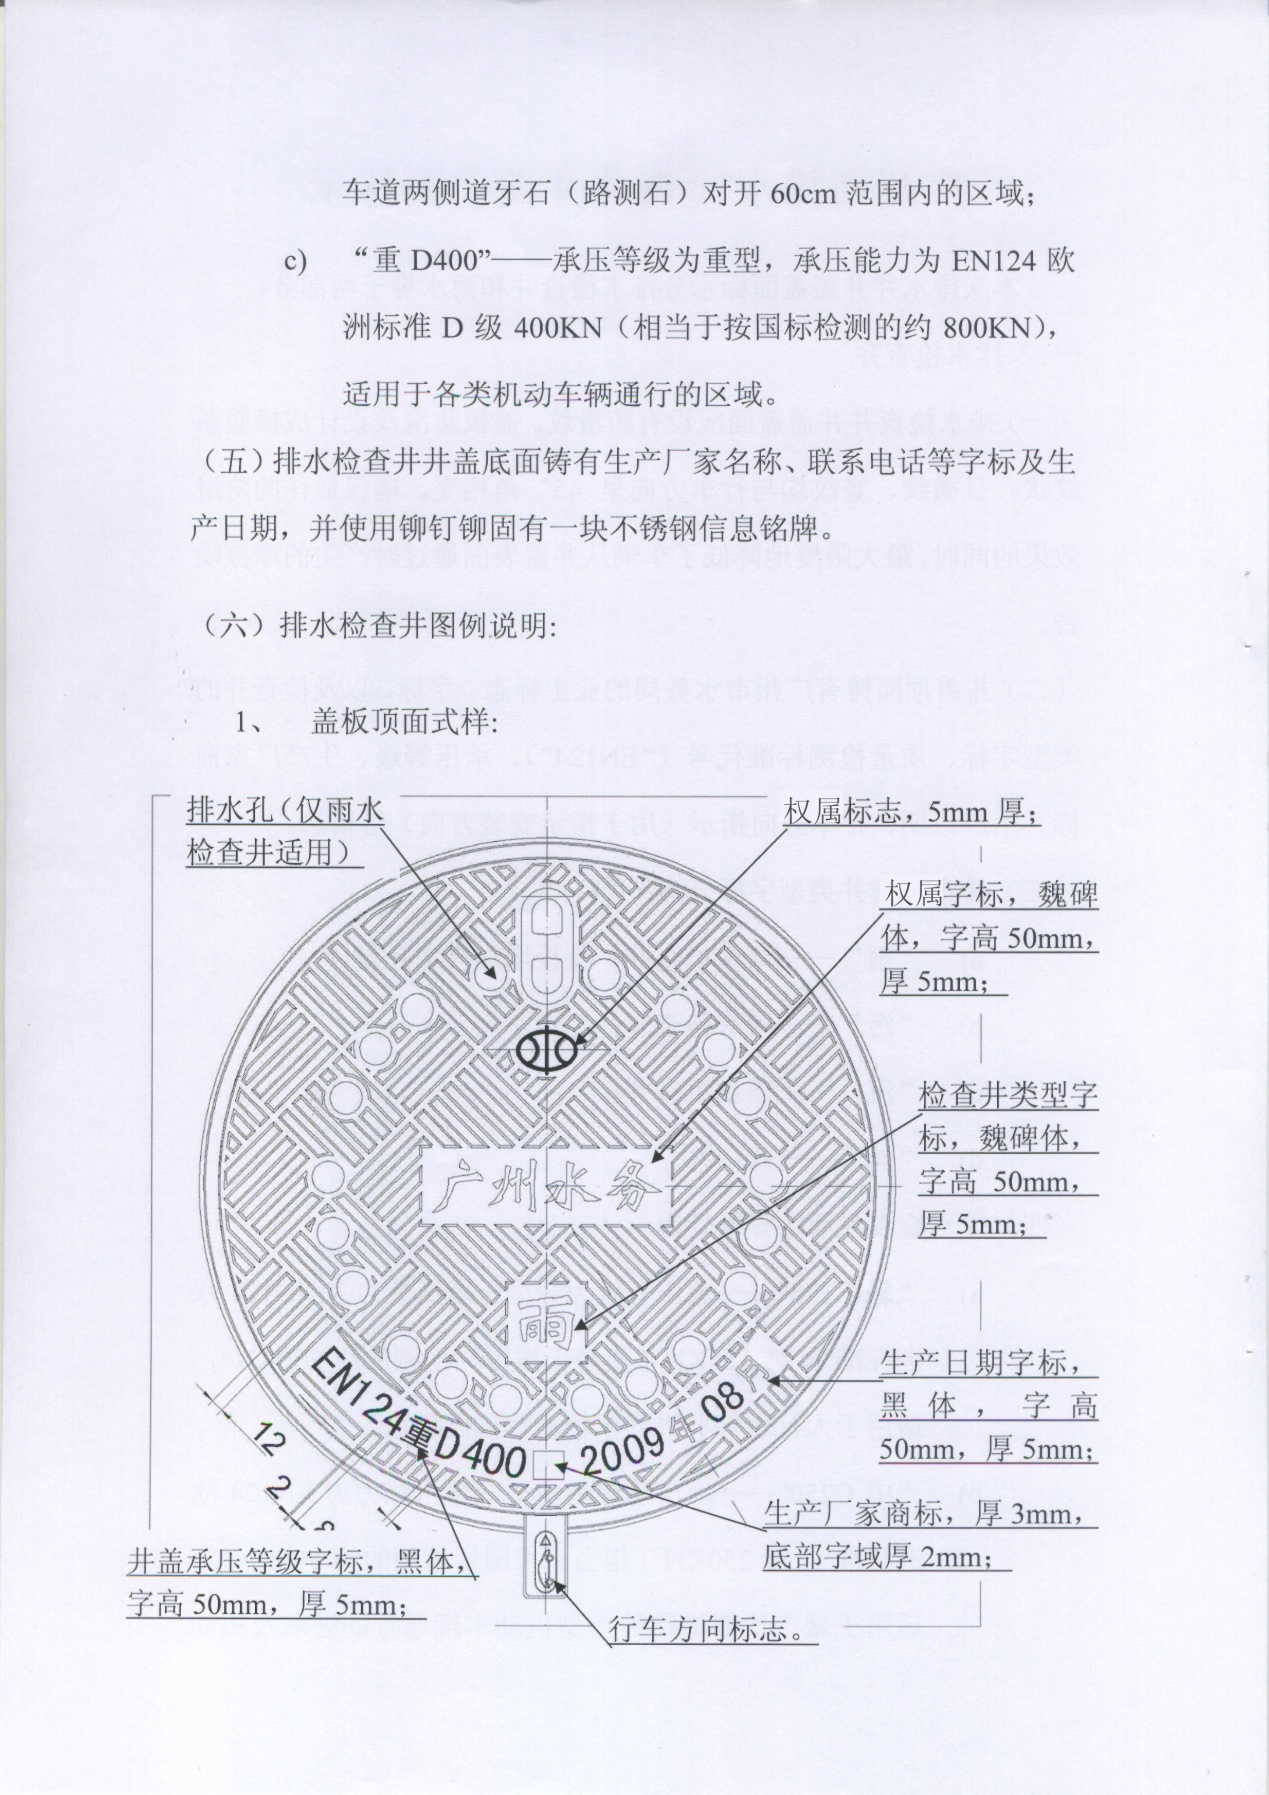 车道两侧道牙石（路测石）对开 60cm 范围内的区域；
c) “重 D400”——承压等级为重型，承压能力为 EN124 欧
洲标准 D 级 400KN（相当于按国标检测的约 800KN），
适用于各类机动车辆通行的区域。
（五）排水检查井井盖底面铸有生产厂家名称、联系电话等字标及生
产日期，并使用铆钉铆固有一块不锈钢信息铭牌。
（六）排水检查井图例说明:
1、 盖板顶面式样:
排水孔（仅雨水
检查井适用）
权属标志，5mm 厚；
权属字标，魏碑
体，字高 50mm，
厚 5mm；
检查井类型字
标，魏碑体，
字高 50mm，
厚 5mm；
广州水务
雨
生产日期字标，
黑体，字高
50mm，厚 5mm；
EN124重D400
2009年08月
12
2
8
生产厂家商标，厚 3mm，
底部字域厚 2mm；
井盖承压等级字标，黑体，
字高 50mm，厚 5mm；
行车方向标志。